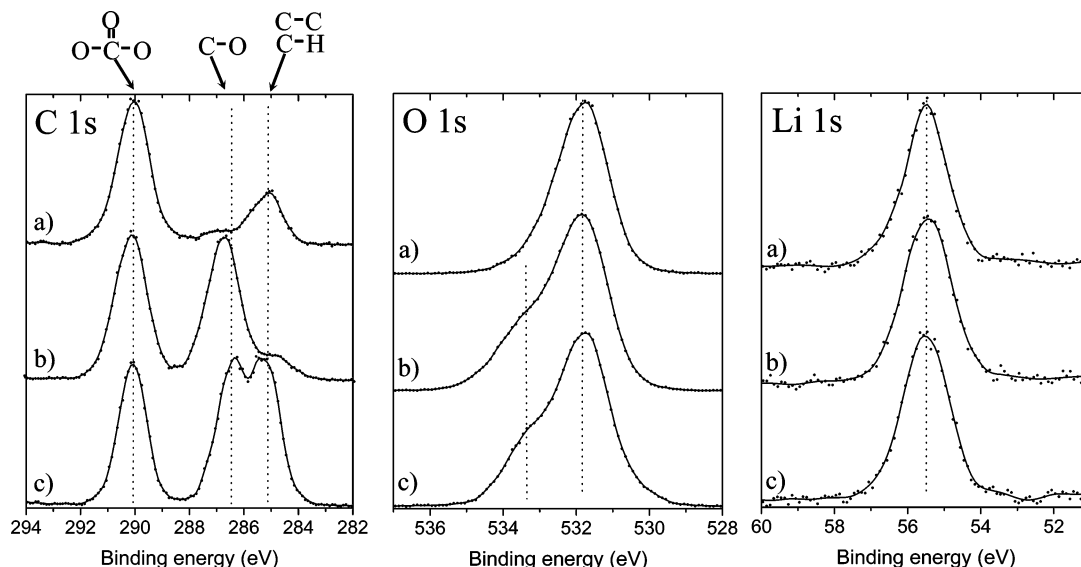 O
O-C-O
C-O
C-C
C-H
C 1s
a)
b)
c)
294 292 290 288 286 284 282
Binding energy (eV)
O 1s
a)
b)
c)
536 534 532 530 528
Binding energy (eV)
Li 1s
a)
b)
c)
60 58 56 54 52
Binding energy (eV)